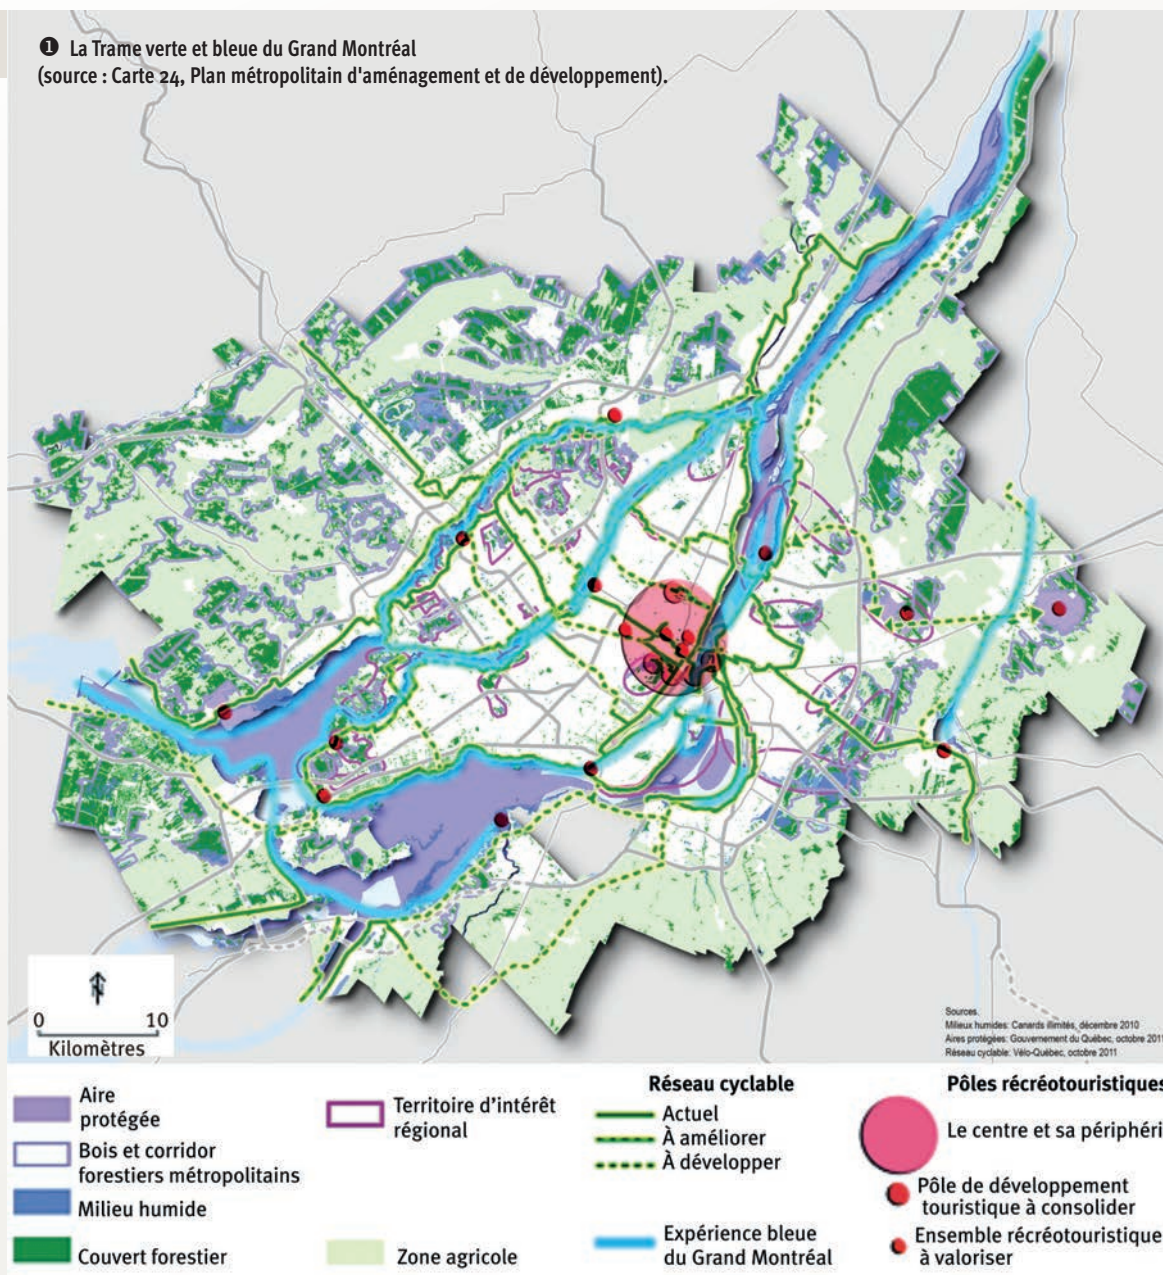 ❶ La Trame verte et bleue du Grand Montréal
(source : Carte 24, Plan métropolitain d'aménagement et de développement).
0 10
Kilomètres
Sources.
Milieux humides: Canards illimités, décembre 2010
Aires protégées: Gouvernement du Québec, octobre 2011
Réseau cyclable: Vélo-Québec, octobre 2011
Aire
protégée
Bois et corridor
forestiers métropolitains
Milieu humide
Couvert forestier
Territoire d'intérêt
régional
Zone agricole
Réseau cyclable
Actuel
À améliorer
À développer
Expérience bleue
du Grand Montréal
Pôles récréotouristiques
Le centre et sa périphéri
Pôle de développement
touristique à consolider
Ensemble récréotouristique
à valoriser